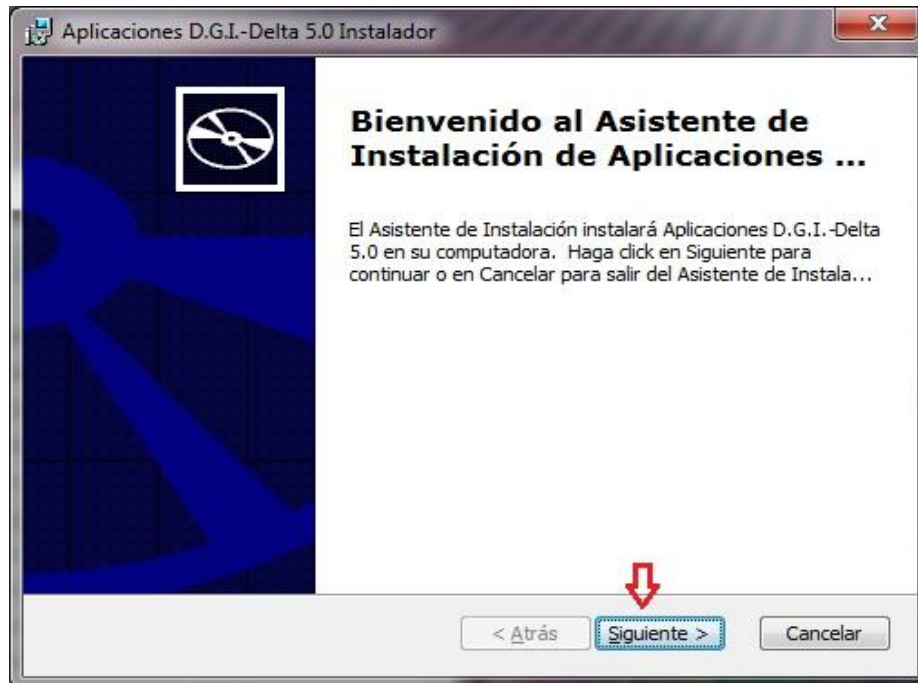 Aplicaciones D.G.I.-Delta 5.0 Instalador
Bienvenido al Asistente de
Instalación de Aplicaciones ...
El Asistente de Instalación instalará Aplicaciones D.G.I.-Delta
5.0 en su computadora. Haga click en Siguiente para
continuar o en Cancelar para salir del Asistente de Instala...
< Atrás
Siguiente >
Cancelar